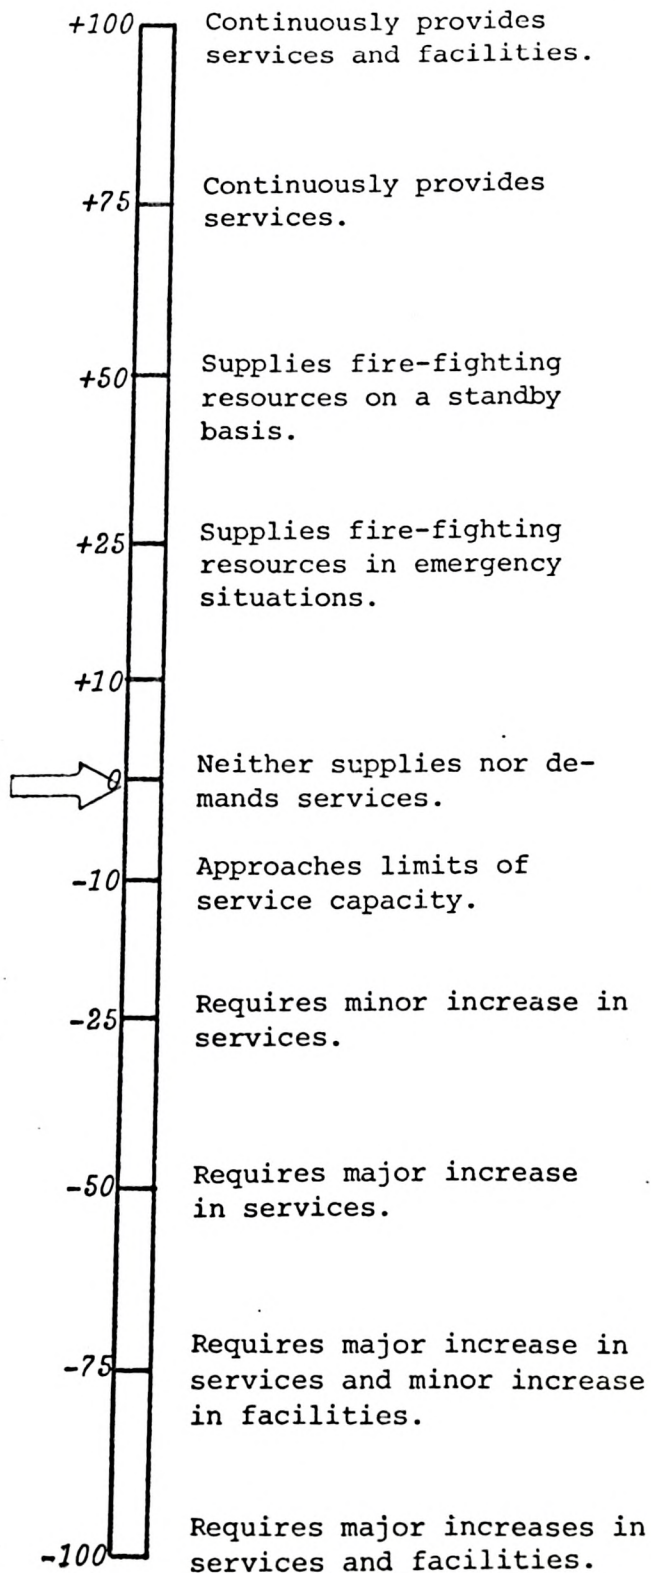 +100 Continuously provides
services and facilities.
+75 Continuously provides
services.
+50 Supplies fire-fighting
resources on a standby
basis.
+25 Supplies fire-fighting
resources in emergency
situations.
+10
0 Neither supplies nor de-
mands services.
-10 Approaches limits of
service capacity.
-25 Requires minor increase in
services.
-50 Requires major increase
in services.
-75 Requires major increase in
services and minor increase
in facilities.
-100 Requires major increases in
services and facilities.